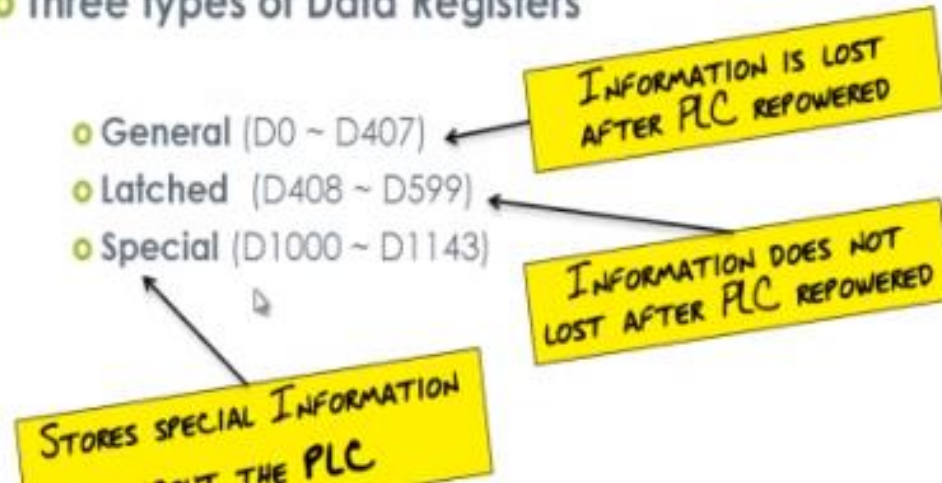 o Three Types of Data Registers
INFORMATION IS LOST
AFTER PLC REPOWERED
o General (D0 ~ D407)
o Latched (D408 ~ D599)
o Special (D1000 ~ D1143)
INFORMATION DOES NOT
LOST AFTER PLC REPOWERED
STORES SPECIAL INFORMATION
THE PLC